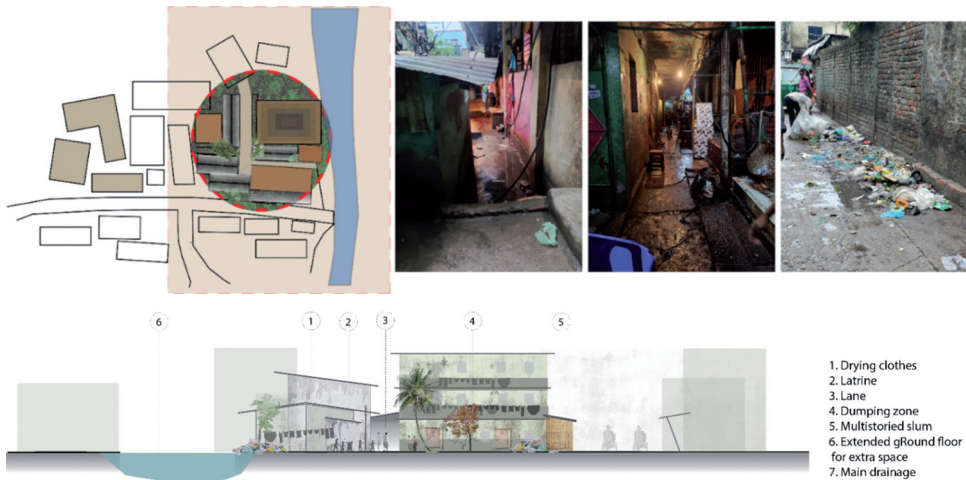 6
1
2
3
4
5
1. Drying clothes
2. Latrine
3. Lane
4. Dumping zone
5. Multistoried slum
6. Extended gRound floor
for extra space
7. Main drainage